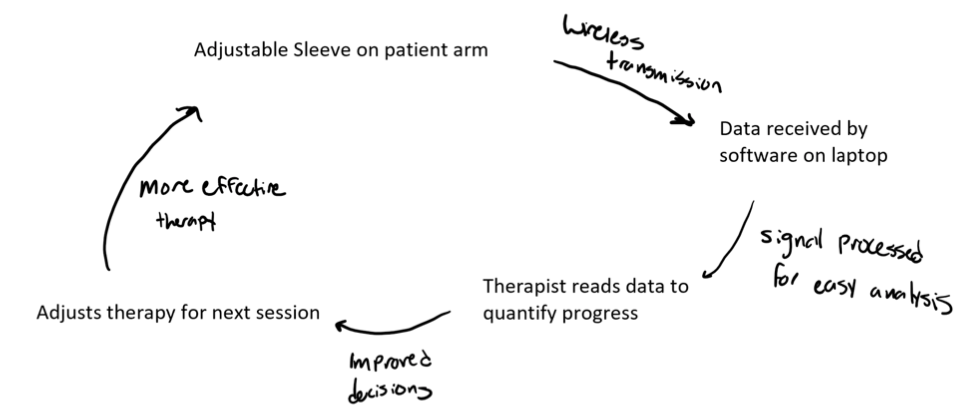 Adjustable Sleeve on patient arm
Wireless
transmission
Data received by
software on laptop
signal processed
for easy analysis
Therapist reads data to
quantify progress
Improved
decisions
Adjusts therapy for next session
more effective
therapy